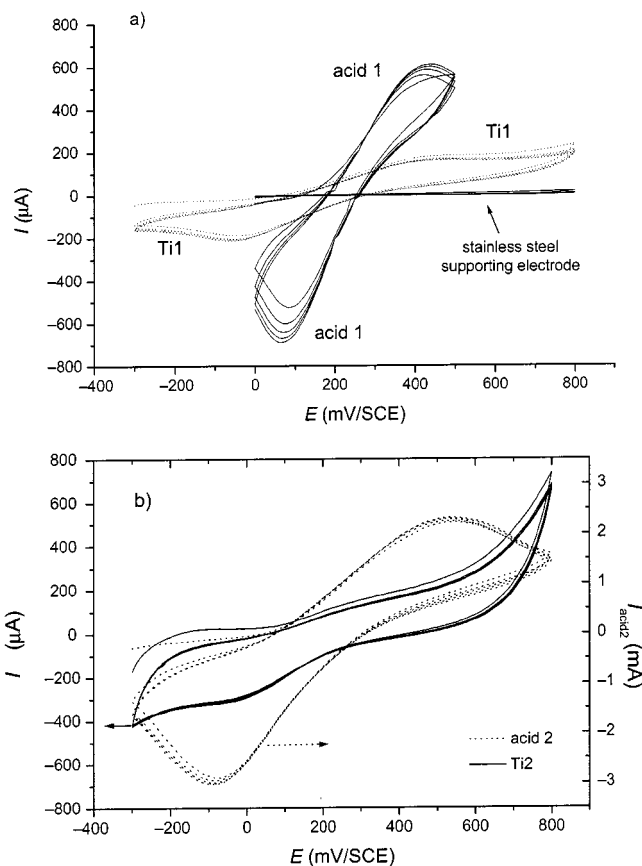 a)
800
600
400
200
0
−200
−400
−600
−800
I (μA)
acid 1
Ti1
Ti1
stainless steel
supporting electrode
acid 1
−400
−200
0
200
400
600
800
E (mV/SCE)
b)
800
600
400
200
0
−200
−400
−600
−800
I (μA)
3
2
1
0
−1
−2
−3
I acid2 (mA)
acid 2
Ti2
−400
−200
0
200
400
600
800
E (mV/SCE)